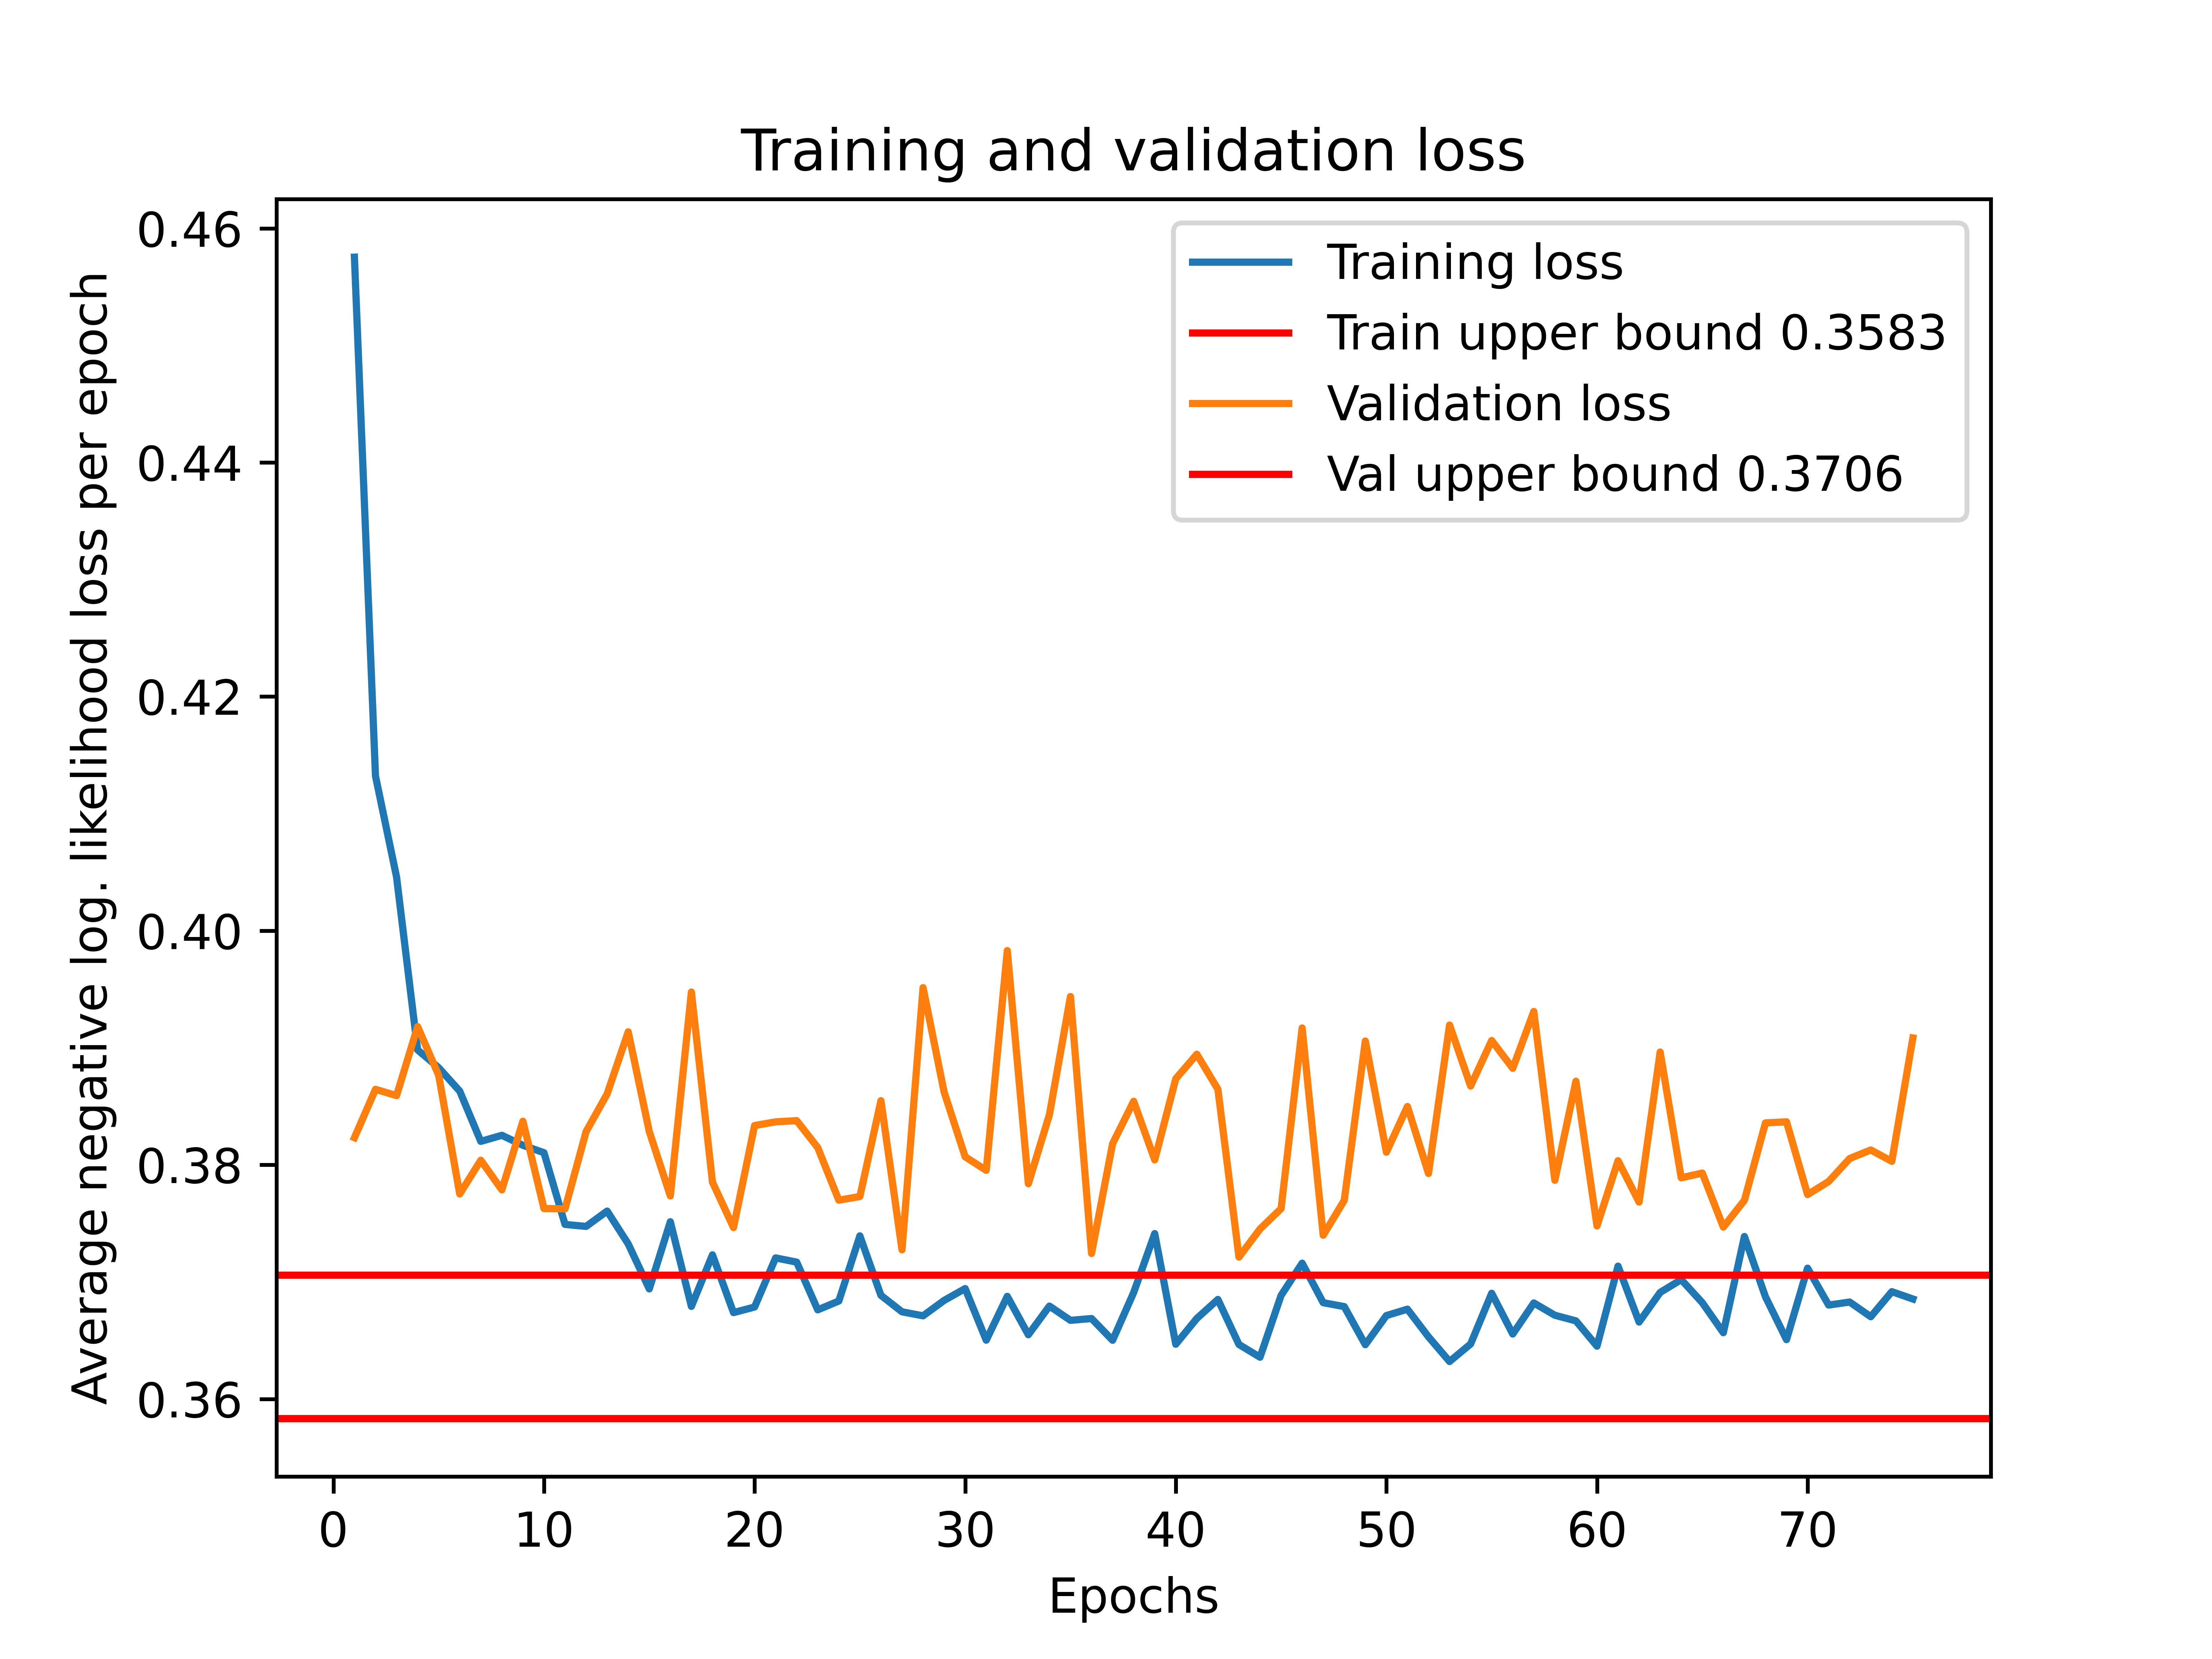 Training and validation loss
Average negative log. likelihood loss per epoch
0.46
0.44
0.42
0.40
0.38
0.36
Training loss
Train upper bound 0.3583
Validation loss
Val upper bound 0.3706
0 10 20 30 40 50 60 70
Epochs